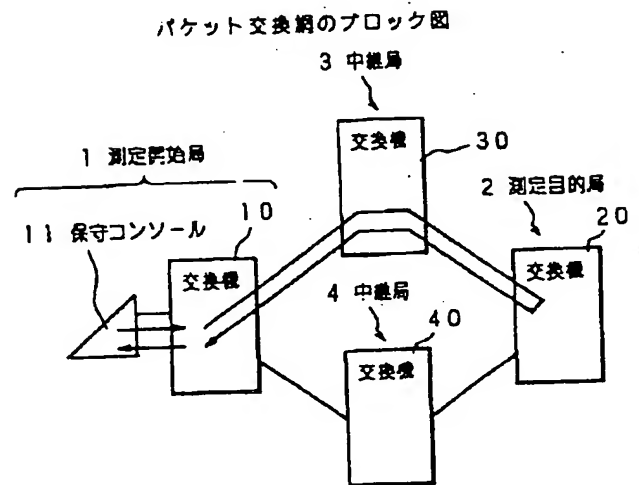 パケット交換網のブロック図
3 中継局
交換機
30
1 測定開始局
2 測定目的局
11 保守コンソール
10
20
交換機
交換機
4 中継局
40
交換機